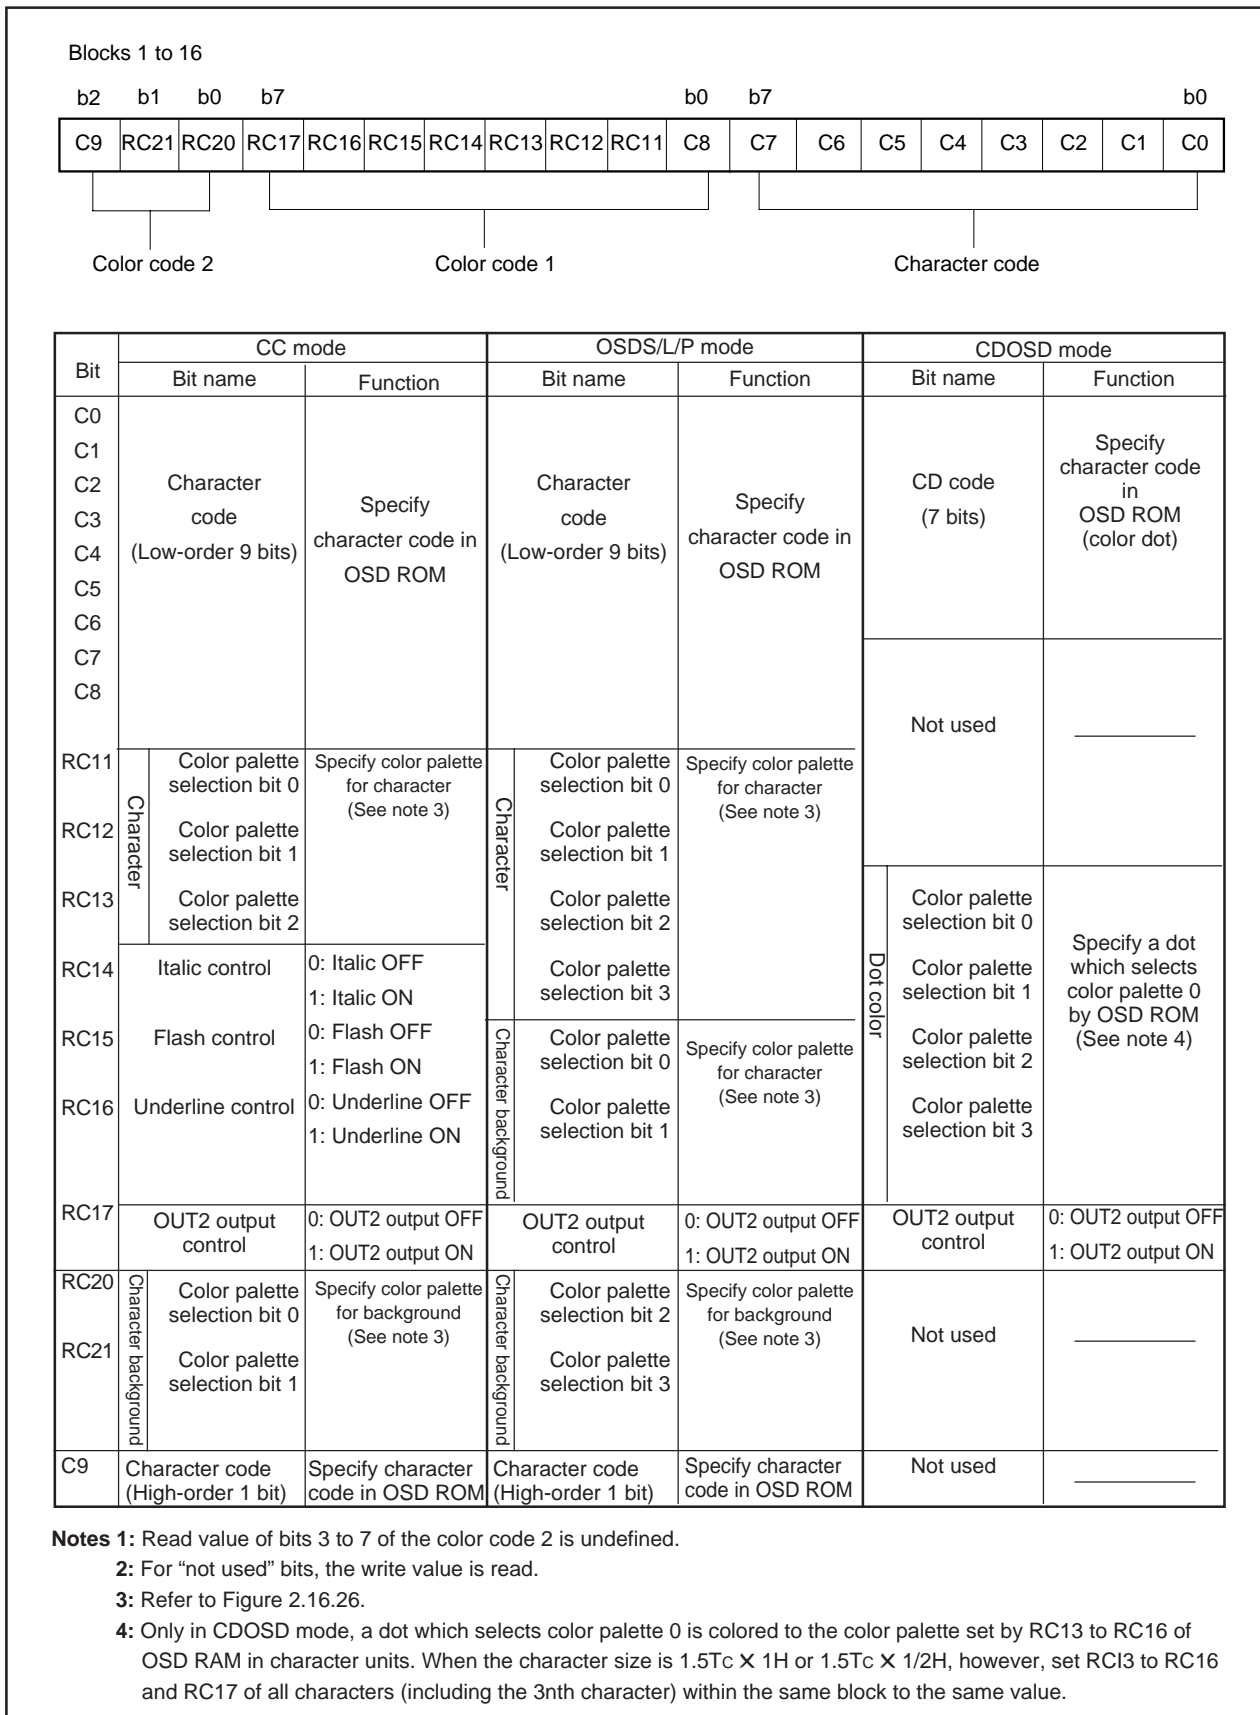 Blocks 1 to 16
b2 b1 b0 b7 b0 b7 b0
C9 RC21 RC20 RC17 RC16 RC15 RC14 RC13 RC12 RC11 C8 C7 C6 C5 C4 C3 C2 C1 C0
Color code 2 Color code 1 Character code
Bit CC mode OSDS/L/P mode CDOSD mode
Bit name Function Bit name Function Bit name Function
C0
C1
C2
C3
C4
C5
C6
C7
C8
Character
code
(Low-order 9 bits)
Specify
character code in
OSD ROM
Character
code
(Low-order 9 bits)
Specify
character code in
OSD ROM
CD code
(7 bits)
Specify
character code
in
OSD ROM
(color dot)
Not used
RC11
RC12
RC13
Character
Color palette
selection bit 0
Color palette
selection bit 1
Color palette
selection bit 2
Specify color palette
for character
(See note 3)
Character
Color palette
selection bit 0
Color palette
selection bit 1
Color palette
selection bit 2
Color palette
selection bit 3
Specify color palette
for character
(See note 3)
Dot color
Color palette
selection bit 0
Color palette
selection bit 1
Color palette
selection bit 2
Color palette
selection bit 3
Specify a dot
which selects
color palette 0
by OSD ROM
(See note 4)
RC14
Italic control
0: Italic OFF
1: Italic ON
RC15
Flash control
0: Flash OFF
1: Flash ON
RC16
Underline control
0: Underline OFF
1: Underline ON
Character background
Color palette
selection bit 0
Color palette
selection bit 1
Specify color palette
for character
(See note 3)
RC17
OUT2 output
control
0: OUT2 output OFF
1: OUT2 output ON
OUT2 output
control
0: OUT2 output OFF
1: OUT2 output ON
OUT2 output
control
0: OUT2 output OFF
1: OUT2 output ON
RC20
RC21
Character background
Color palette
selection bit 0
Color palette
selection bit 1
Specify color palette
for background
(See note 3)
Character background
Color palette
selection bit 2
Color palette
selection bit 3
Specify color palette
for background
(See note 3)
Not used
C9
Character code
(High-order 1 bit)
Specify character
code in OSD ROM
Character code
(High-order 1 bit)
Specify character
code in OSD ROM
Not used
Notes 1: Read value of bits 3 to 7 of the color code 2 is undefined.
2: For “not used” bits, the write value is read.
3: Refer to Figure 2.16.26.
4: Only in CDOSD mode, a dot which selects color palette 0 is colored to the color palette set by RC13 to RC16 of
OSD RAM in character units. When the character size is 1.5Tc ✕ 1H or 1.5Tc ✕ 1/2H, however, set RCI3 to RC16
and RC17 of all characters (including the 3nth character) within the same block to the same value.